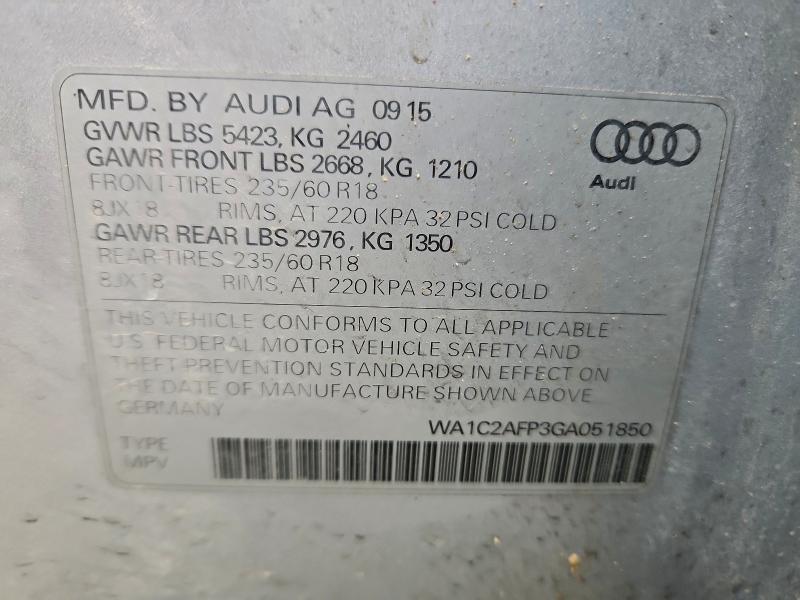 MFD. BY AUDI AG 09 15
GVWR LBS 5423, KG 2460
GAWR FRONT LBS 2668, KG 1210
FRONT-TIRES 235/60 R18
8JX18 RIMS, AT 220 KPA 32 PSI COLD
GAWR REAR LBS 2976, KG 1350
REAR-TIRES 235/60 R18
8JX18 RIMS, AT 220 KPA 32 PSI COLD
Audi
THIS VEHICLE CONFORMS TO ALL APPLICABLE
U.S. FEDERAL MOTOR VEHICLE SAFETY AND
THEFT PREVENTION STANDARDS IN EFFECT ON
THE DATE OF MANUFACTURE SHOWN ABOVE
GERMANY
WA1C2AFP3GA051850
TYPE
MPV